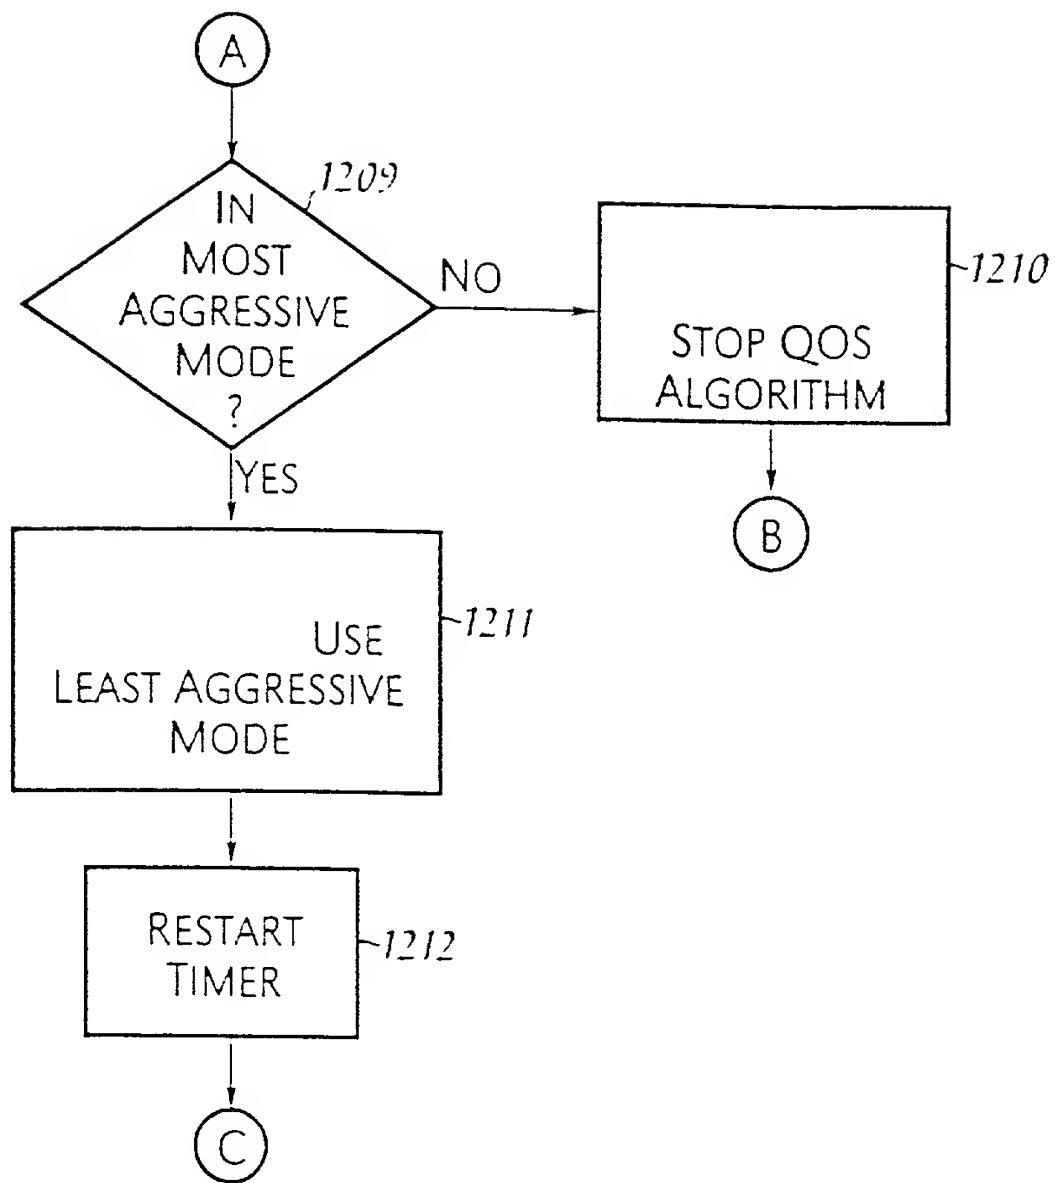 A
1209
IN
MOST
AGGRESSIVE
MODE
?
NO
1210
STOP QOS
ALGORITHM
B
YES
1211
USE
LEAST AGGRESSIVE
MODE
RESTART
TIMER
1212
C